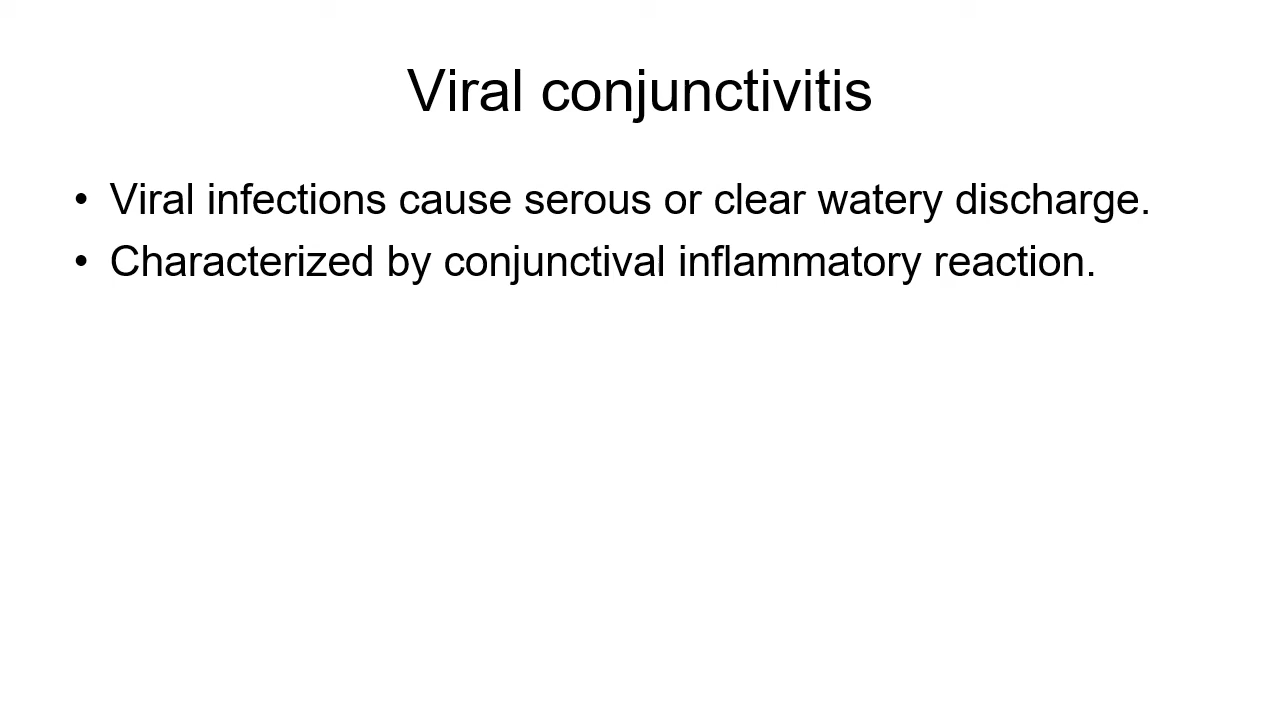 Viral conjunctivitis
• Viral infections cause serous or clear watery discharge.
• Characterized by conjunctival inflammatory reaction.